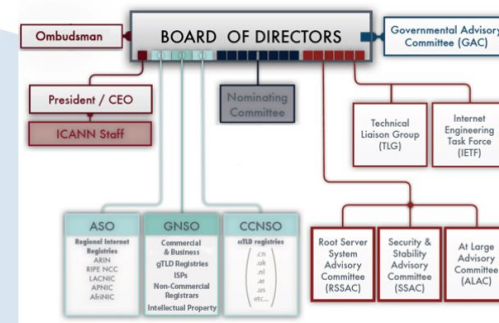 Ombudsman
BOARD OF DIRECTORS
Governmental Advisory
Committee (GAC)
President / CEO
ICANN Staff
Nominating
Committee
Technical
Liaison Group
(TLG)
Internet
Engineering
Task Force
(IETF)
ASO
Regional Internet
Registries
ARIN
RIPE NCC
LACNIC
APNIC
AfriNIC
GNSO
Commercial
& Business
gTLD Registries
ISPs
Non-Commercial
Registrars
Intellectual Property
CCNSO
ccTLD registries
.cn
.uk
.nl
.ae
etc...
Root Server
System
Advisory
Committee
(RSSAC)
Security &
Stability
Advisory
Committee
(SSAC)
At Large
Advisory
Committee
(ALAC)